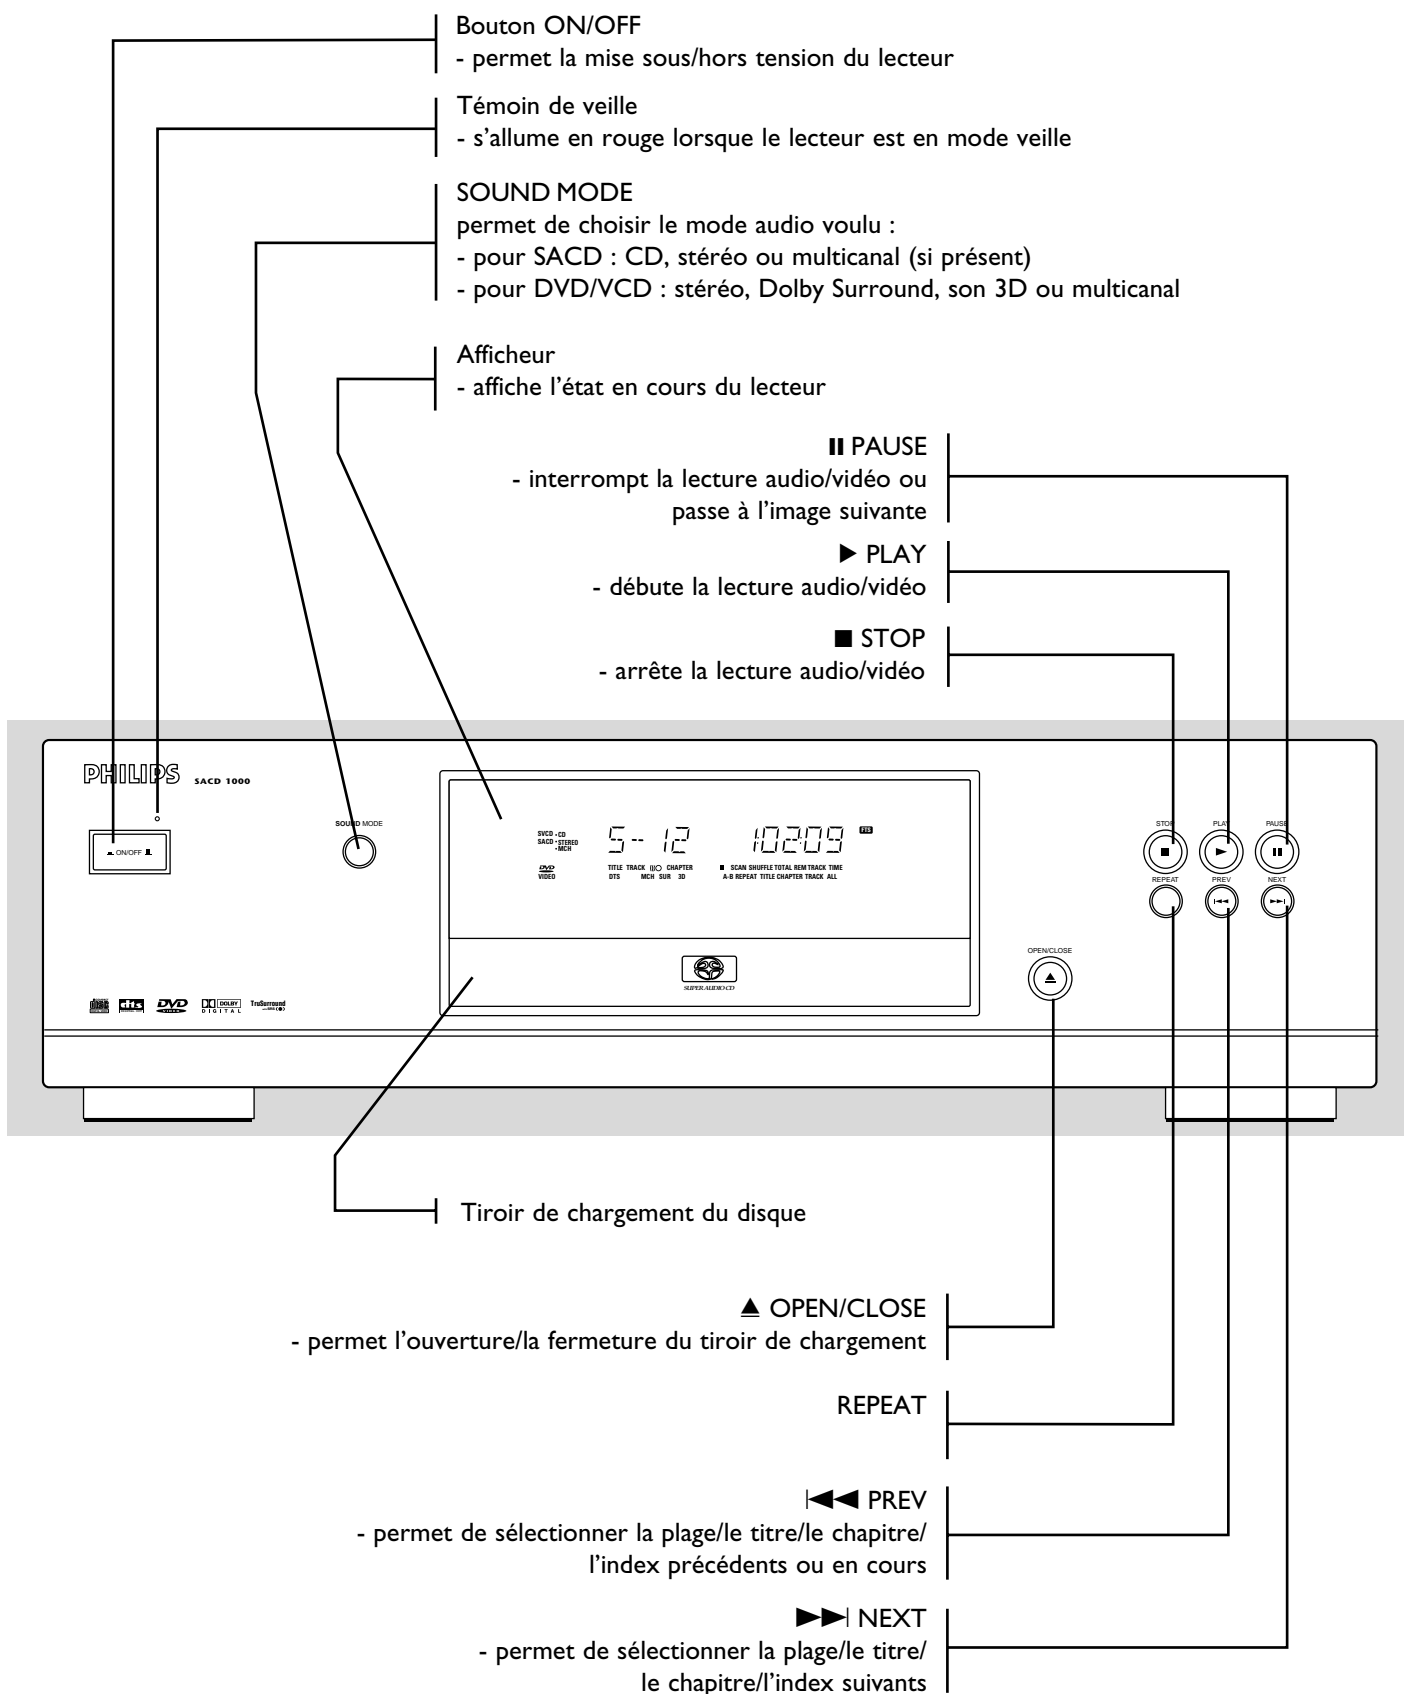 Bouton ON/OFF
- permet la mise sous/hors tension du lecteur
Témoin de veille
- s’allume en rouge lorsque le lecteur est en mode veille
SOUND MODE
permet de choisir le mode audio voulu :
- pour SACD : CD, stéréo ou multicanal (si présent)
- pour DVD/VCD : stéréo, Dolby Surround, son 3D ou multicanal
Afficheur
- affiche l’état en cours du lecteur
PAUSE
- interrompt la lecture audio/vidéo ou
passe à l’image suivante
PLAY
- débute la lecture audio/vidéo
STOP
- arrête la lecture audio/vidéo
PHILIPS SACD 1000
ON/OFF
SOUND MODE
SVCD • CD
SACD • STEREO
• MCH
DVD
VIDEO
5-12 102:09 FTS
TITLE TRACK CHAPTER SCAN SHUFFLE TOTAL REM TRACK TIME
DTS MCH SUR 3D A-B REPEAT TITLE CHAPTER TRACK ALL
STOP PLAY PAUSE
REPEAT PREV NEXT
OPEN/CLOSE
SUPER AUDIO CD
disc dts DVD VIDEO DOLBY DIGITAL TruSurround
Tiroir de chargement du disque
OPEN/CLOSE
- permet l’ouverture/la fermeture du tiroir de chargement
REPEAT
PREV
- permet de sélectionner la plage/le titre/le chapitre/
l’index précédents ou en cours
NEXT
- permet de sélectionner la plage/le titre/
le chapitre/l’index suivants